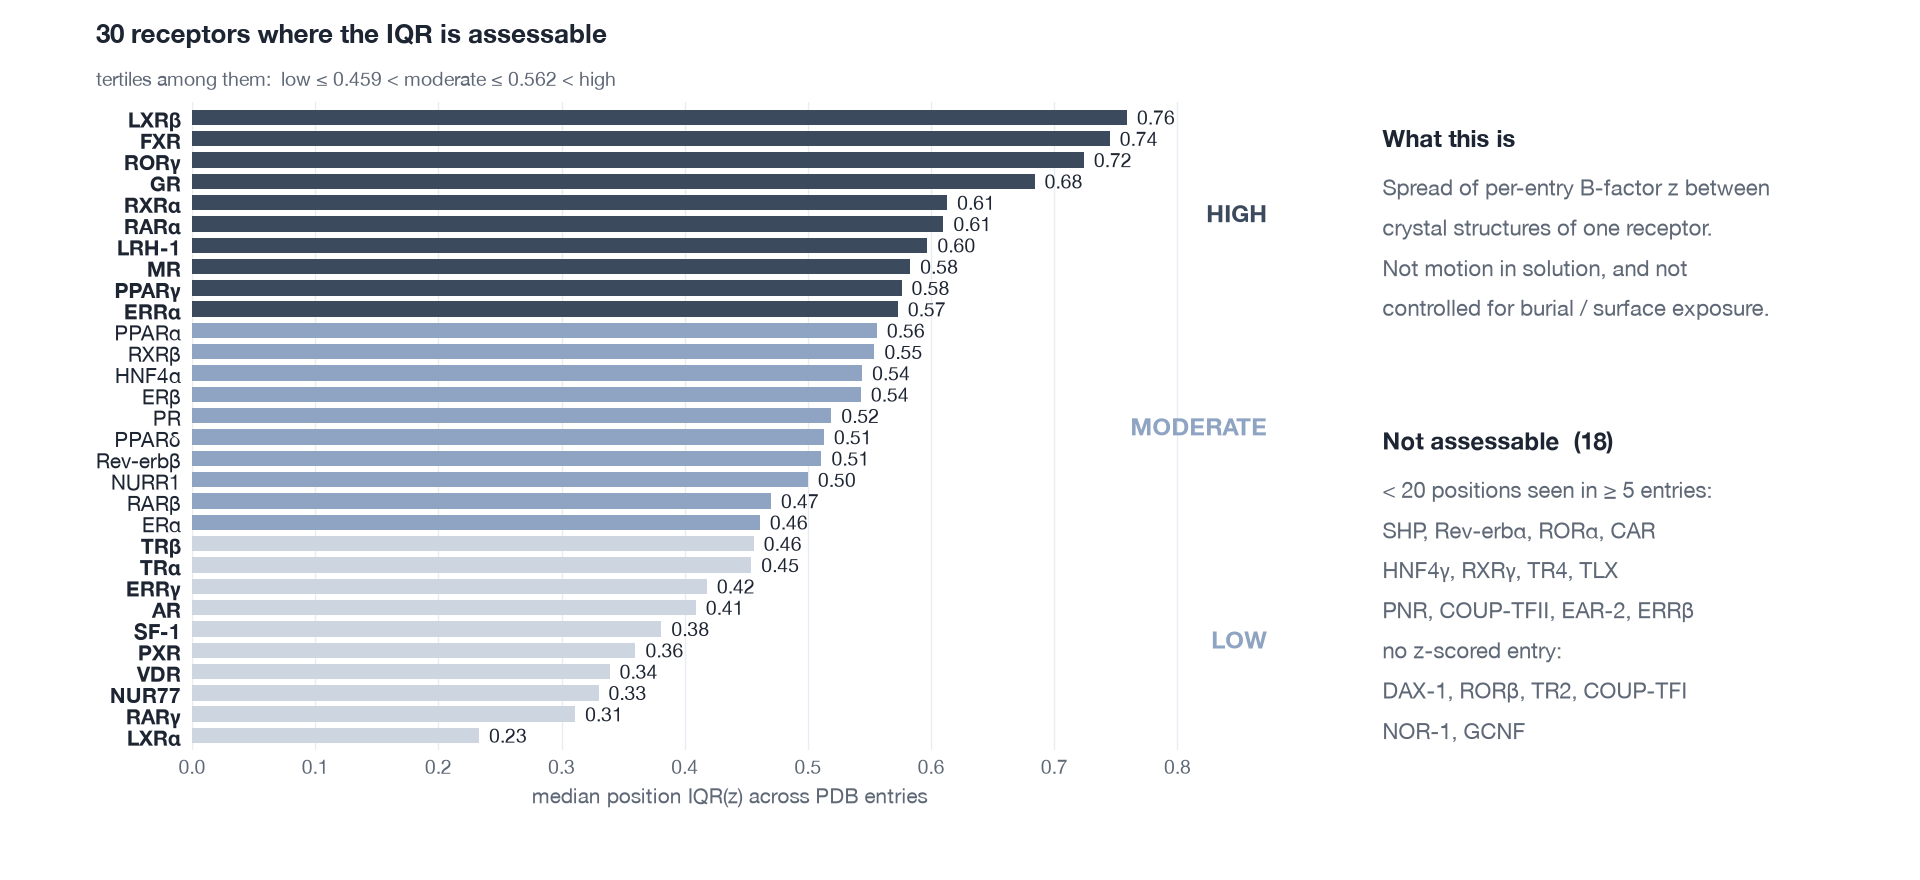 30 receptors where the IQR is assessable
tertiles among them:  low ≤ 0.459 < moderate ≤ 0.562 < high
LXRβ 0.76
FXR 0.74
RORγ 0.72
GR 0.68
RXRα 0.61
RARα 0.61
LRH-1 0.60
MR 0.58
PPARγ 0.58
ERRα 0.57
PPARα 0.56
RXRβ 0.55
HNF4α 0.54
ERβ 0.54
PR 0.52
PPARδ 0.51
Rev-erbβ 0.51
NURR1 0.50
RARβ 0.47
ERα 0.46
TRβ 0.46
TRα 0.45
ERRγ 0.42
AR 0.41
SF-1 0.38
PXR 0.36
VDR 0.34
NUR77 0.33
RARγ 0.31
LXRα 0.23
0.0 0.1 0.2 0.3 0.4 0.5 0.6 0.7 0.8
median position IQR(z) across PDB entries
HIGH
MODERATE
LOW
What this is
Spread of per-entry B-factor z between
crystal structures of one receptor.
Not motion in solution, and not
controlled for burial / surface exposure.
Not assessable  (18)
< 20 positions seen in ≥ 5 entries:
SHP, Rev-erbα, RORα, CAR
HNF4γ, RXRγ, TR4, TLX
PNR, COUP-TFII, EAR-2, ERRβ
no z-scored entry:
DAX-1, RORβ, TR2, COUP-TFI
NOR-1, GCNF